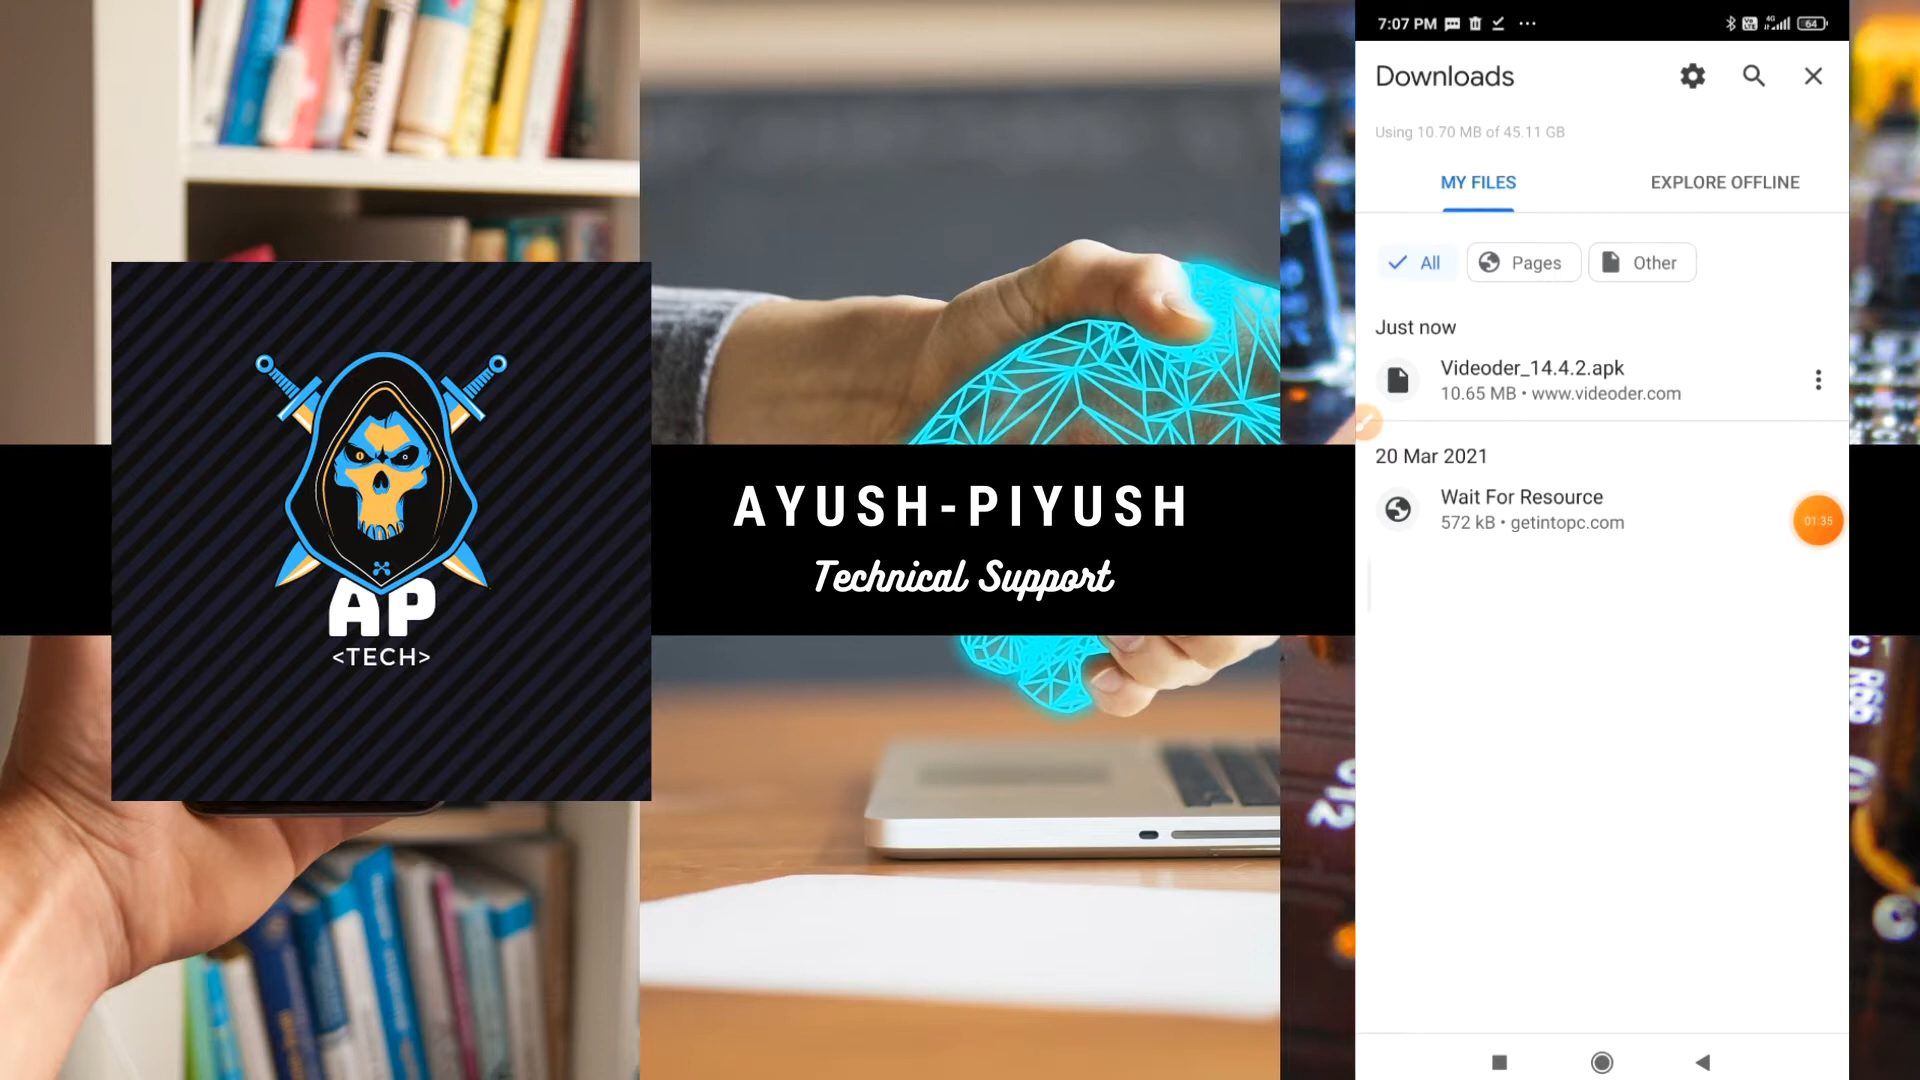 AP
<TECH>
AYUSH-PIYUSH
Technical Support
7:07 PM
4G
64
Downloads
Using 10.70 MB of 45.11 GB
MY FILES
EXPLORE OFFLINE
All
Pages
Other
Just now
Videoder_14.4.2.apk
10.65 MB • www.videoder.com
20 Mar 2021
Wait For Resource
572 kB • getintopc.com
01:35